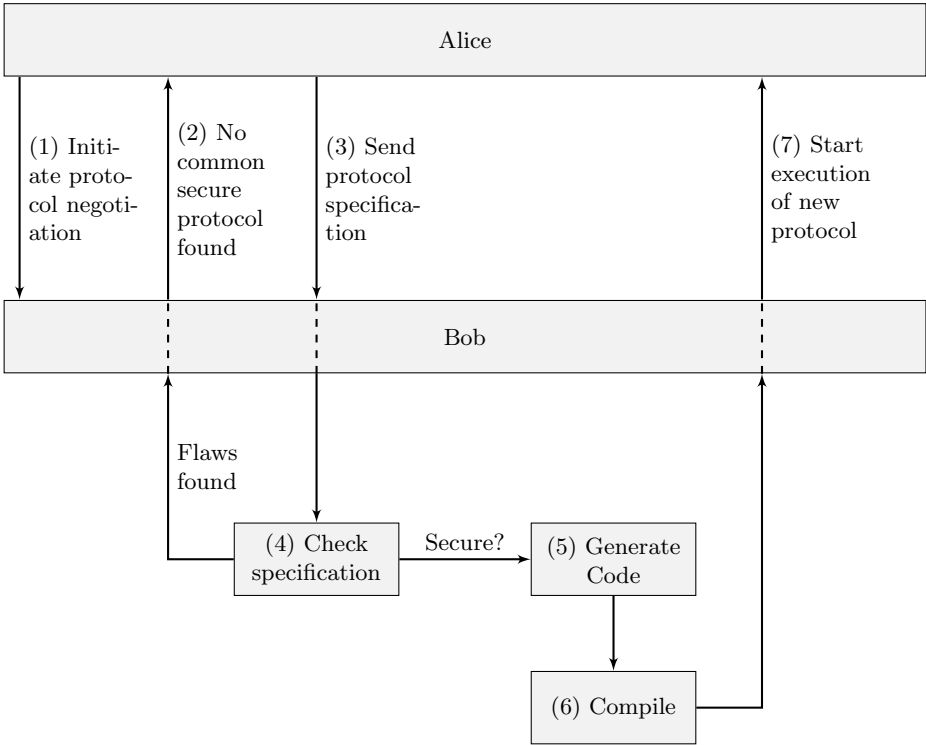 Alice
(1) Initi-
ate proto-
col negoti-
ation
(2) No
common
secure
protocol
found
(3) Send
protocol
specifica-
tion
(7) Start
execution
of new
protocol
Bob
Flaws
found
(4) Check
specification
Secure?
(5) Generate
Code
(6) Compile